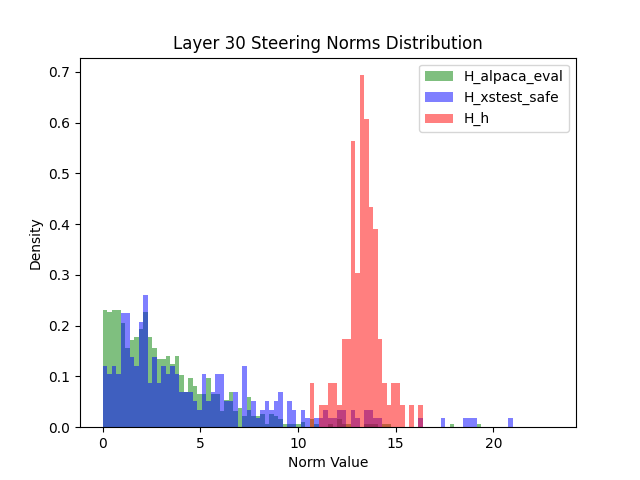 Layer 30 Steering Norms Distribution
H_alpaca_eval
H_xstest_safe
H_h
Density
0.7
0.6
0.5
0.4
0.3
0.2
0.1
0.0
0 5 10 15 20
Norm Value